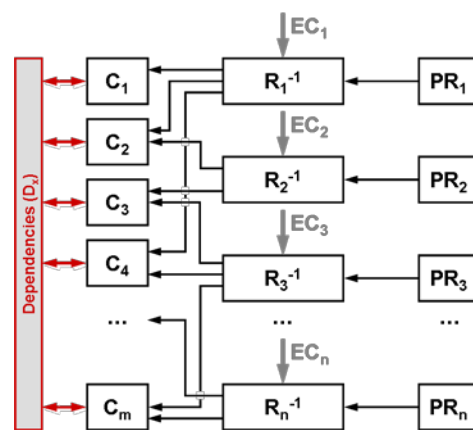 EC₁
C₁ R₁⁻¹ PR₁
EC₂
C₂
R₂⁻¹ PR₂
C₃
EC₃
C₄
R₃⁻¹ PR₃
... ... ...
ECₙ
Cₘ Rₙ⁻¹ PRₙ
Dependencies (Dₓ)